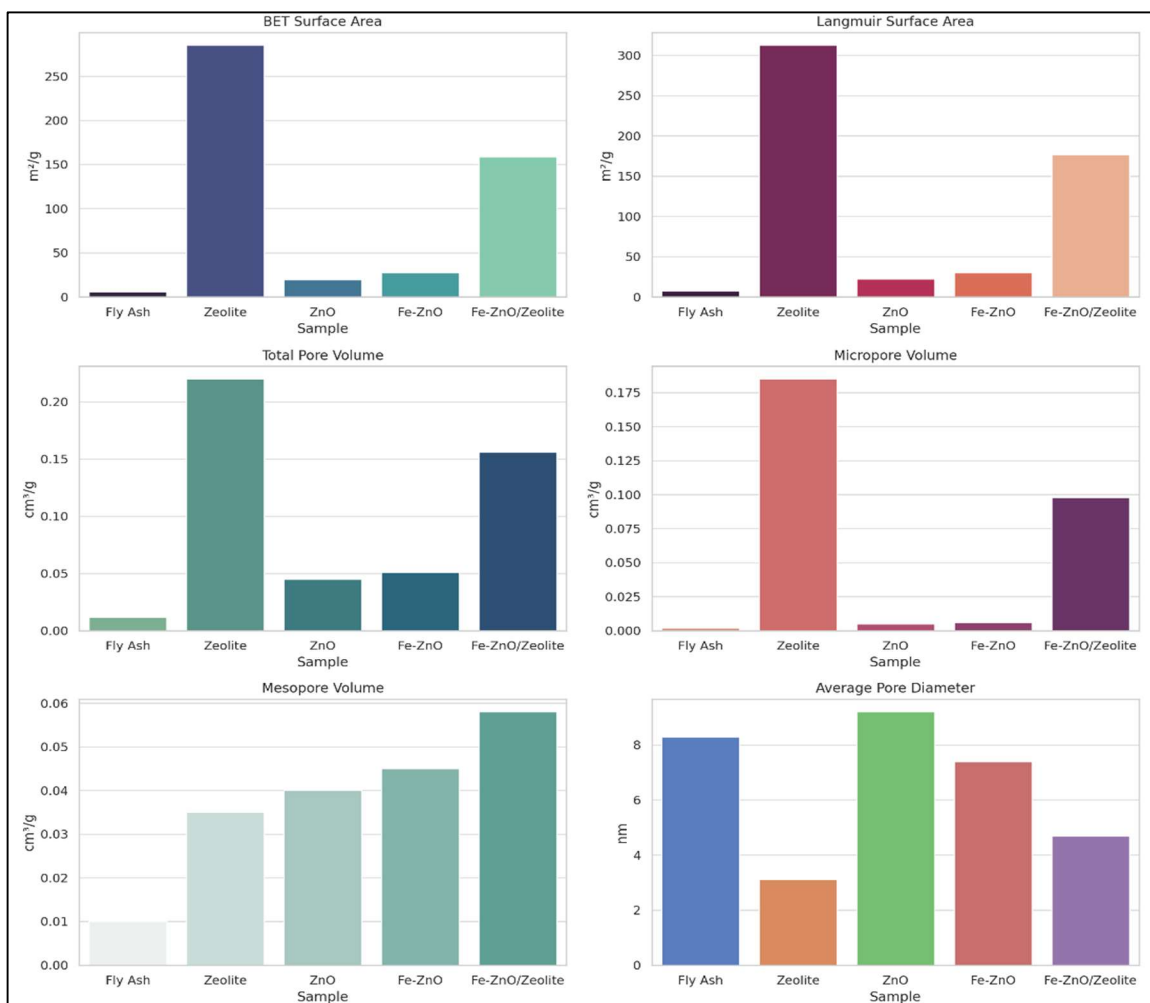 BET Surface Area
m²/g
250
200
150
100
50
0
Fly Ash Zeolite ZnO Fe-ZnO Fe-ZnO/Zeolite
Sample
Langmuir Surface Area
m²/g
300
250
200
150
100
50
0
Fly Ash Zeolite ZnO Fe-ZnO Fe-ZnO/Zeolite
Sample
Total Pore Volume
cm³/g
0.20
0.15
0.10
0.05
0.00
Fly Ash Zeolite ZnO Fe-ZnO Fe-ZnO/Zeolite
Sample
Micropore Volume
cm³/g
0.175
0.150
0.125
0.100
0.075
0.050
0.025
0.000
Fly Ash Zeolite ZnO Fe-ZnO Fe-ZnO/Zeolite
Sample
Mesopore Volume
cm³/g
0.06
0.05
0.04
0.03
0.02
0.01
0.00
Fly Ash Zeolite ZnO Fe-ZnO Fe-ZnO/Zeolite
Sample
Average Pore Diameter
nm
8
6
4
2
0
Fly Ash Zeolite ZnO Fe-ZnO Fe-ZnO/Zeolite
Sample